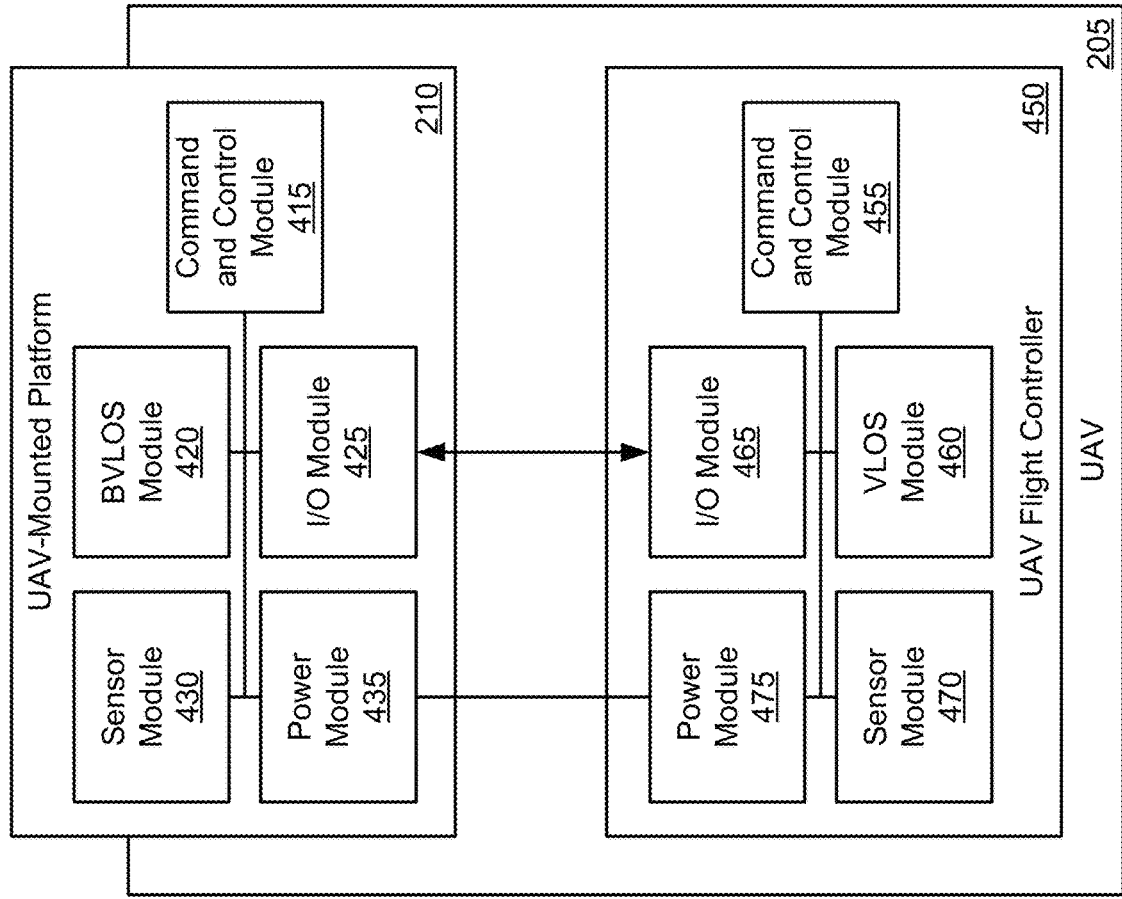 UAV-Mounted Platform
Sensor
Module
430
BVLOS
Module
420
Power
Module
435
I/O Module
425
Command
and Control
Module
415
210
Power
Module
475
I/O Module
465
Sensor
Module
470
VLOS
Module
460
Command
and Control
Module
455
UAV Flight Controller
450
UAV
205